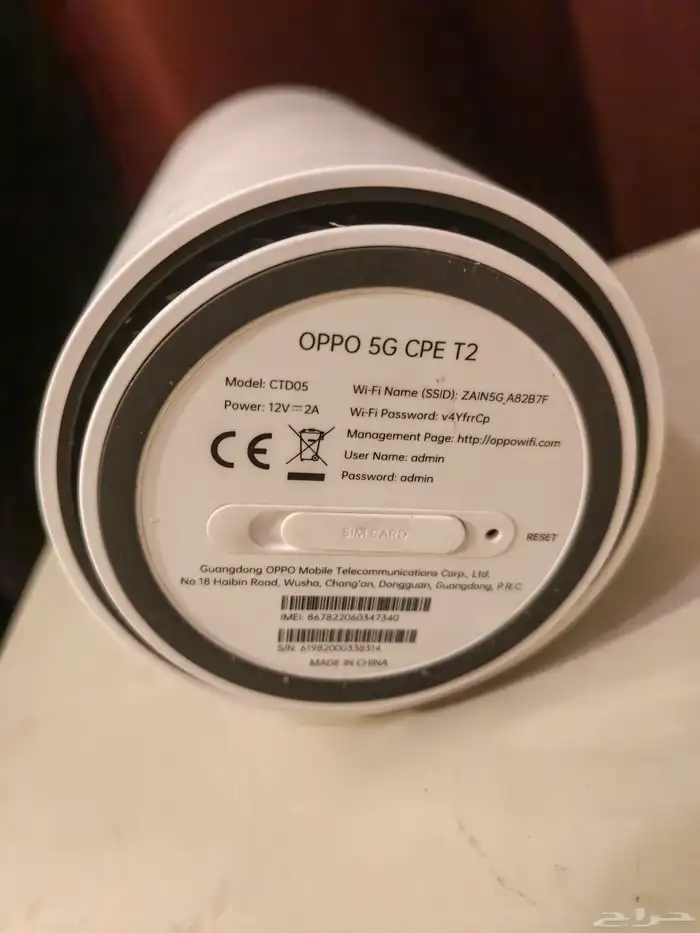 OPPO 5G CPE T2
Model: CTD05
Power: 12V⎓2A
Wi-Fi Name (SSID): ZAIN5G_A82B7F
Wi-Fi Password: v4YfrrCp
Management Page: http://oppowifi.com
User Name: admin
Password: admin
CE
SIM CARD
RESET
Guangdong OPPO Mobile Telecommunications Corp., Ltd.
No 18 Haibin Road, Wusha, Chang'an, Dongguan, Guangdong, P.R.C
IMEI: 867822060347340
S/N: 61982000338314
MADE IN CHINA
حراج